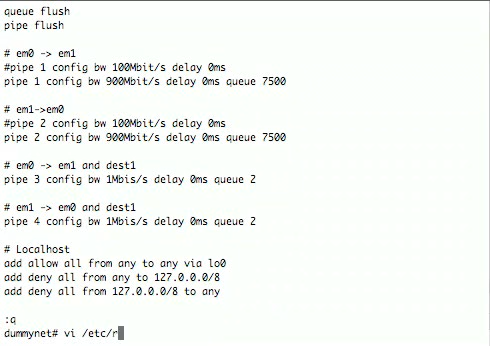 queue flush
pipe flush
# em0 -> em1
#pipe 1 config bw 100Mbit/s delay 0ms
pipe 1 config bw 900Mbit/s delay 0ms queue 7500
# em1->em0
#pipe 2 config bw 100Mbit/s delay 0ms
pipe 2 config bw 900Mbit/s delay 0ms queue 7500
# em0 -> em1 and dest1
pipe 3 config bw 1Mbis/s delay 0ms queue 2
# em1 -> em0 and dest1
pipe 4 config bw 1Mbis/s delay 0ms queue 2
# Localhost
add allow all from any to any via lo0
add deny all from any to 127.0.0.0/8
add deny all from 127.0.0.0/8 to any
:q
dummynet# vi /etc/r